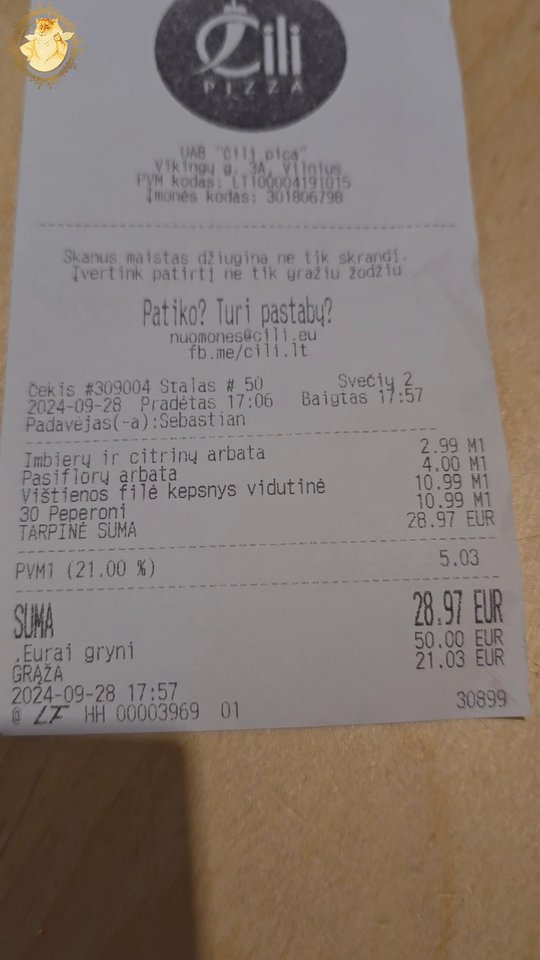 Čili
PIZZA
UAB "Čili pica"
Vikingų g. 3A, Vilnius
PVM kodas: LT100004191015
Įmonės kodas: 301806798
Skanus maistas džiugina ne tik skrandį.
Įvertink patirtį ne tik gražiu žodžiu
Patiko? Turi pastabų?
nuomones@cili.eu
fb.me/cili.lt
Čekis #309004 Stalas # 50 Svečių 2
2024-09-28 Pradėtas 17:06 Baigtas 17:57
Padavėjas(-a):Sebastian
Imbierų ir citrinų arbata 2.99 M1
Pasiflorų arbata 4.00 M1
Vištienos filė kepsnys vidutinė 10.99 M1
30 Peperoni 10.99 M1
TARPINĖ SUMA 28.97 EUR
PVM1 (21.00 %) 5.03
SUMA 28.97 EUR
.Eurai gryni 50.00 EUR
GRĄŽA 21.03 EUR
2024-09-28 17:57
@ LF HH 00003969 01 30899